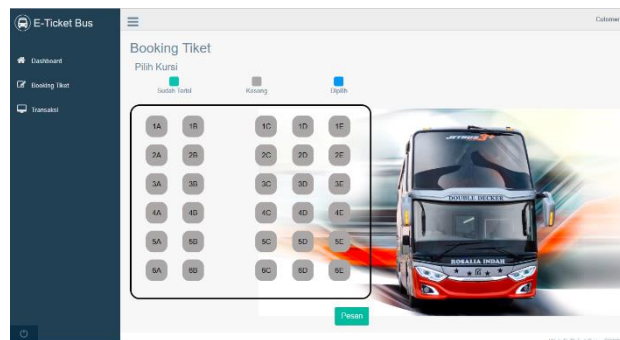 E-Ticket Bus
Customer
Dashboard
Booking Tiket
Transaksi
Booking Tiket
Pilih Kursi
Sudah Terisi Kosong Dipilih
1A 1B 1C 1D 1E
2A 2B 2C 2D 2E
3A 3B 3C 3D 3E
4A 4B 4C 4D 4E
5A 5B 5C 5D 5E
6A 6B 6C 6D 6E
JETBUS3+
DOUBLE DECKER
ROSALIA INDAH
Pesan